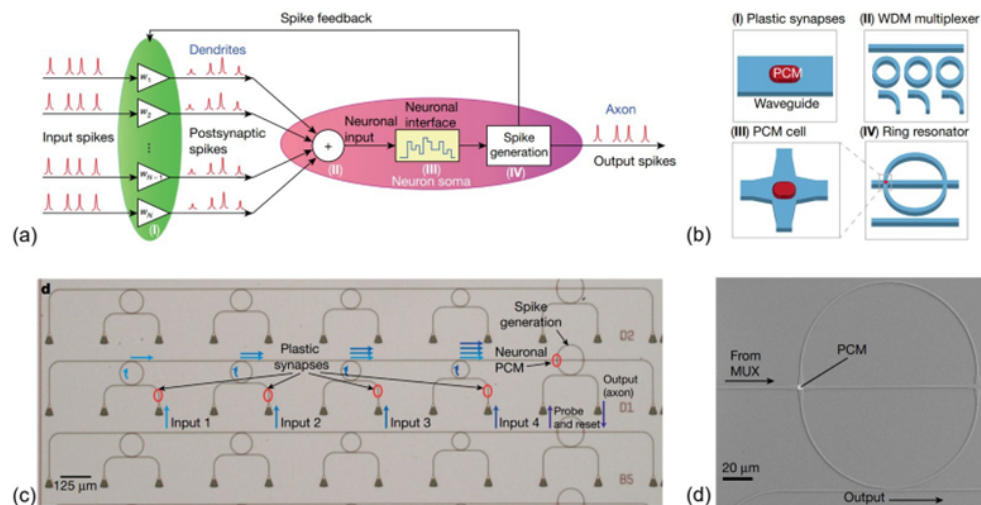 Spike feedback
Dendrites
w1
w2
⋮
wN−1
wN
Input spikes
Postsynaptic
spikes
(I)
+
(II)
Neuronal
input
Neuronal
interface
(III)
Neuron soma
Spike
generation
(IV)
Axon
Output spikes
(a)
(I) Plastic synapses
PCM
Waveguide
(II) WDM multiplexer
(III) PCM cell
(IV) Ring resonator
(b)
d
Plastic
synapses
Spike
generation
Neuronal
PCM
D2
Output
(axon)
D1
Input 1
Input 2
Input 3
Input 4
Probe
and reset
B5
125 μm
(c)
From
MUX
PCM
20 μm
Output
(d)